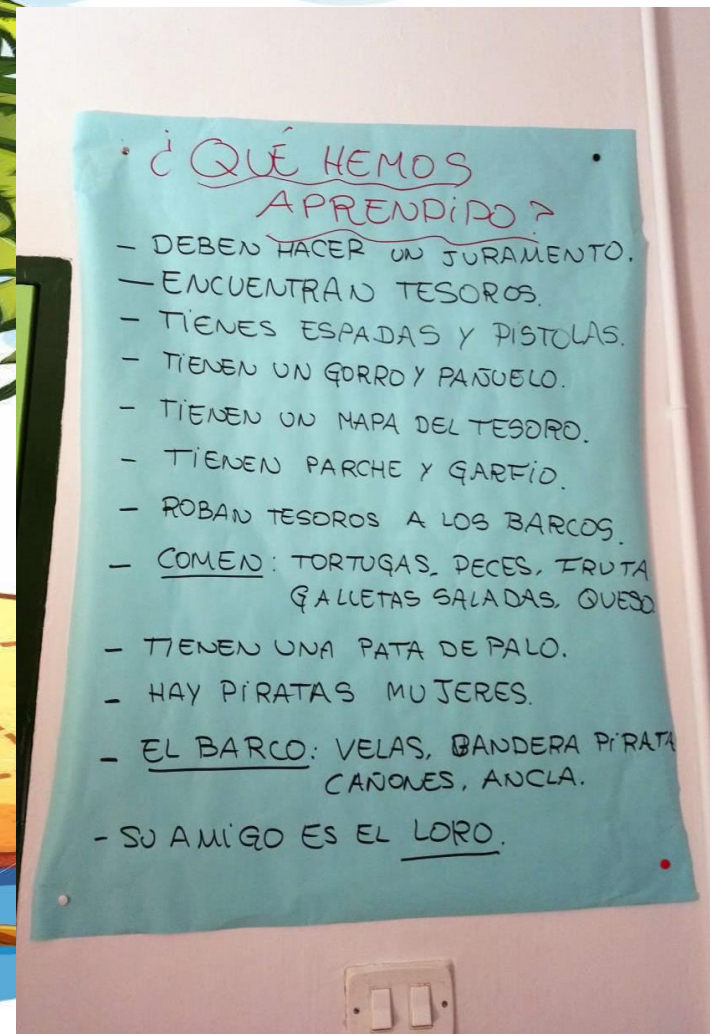 ¿QUÉ HEMOS
APRENDIDO?
- DEBEN HACER UN JURAMENTO.
- ENCUENTRAN TESOROS.
- TIENES ESPADAS Y PISTOLAS.
- TIENEN UN GORRO Y PAÑUELO.
- TIENEN UN MAPA DEL TESORO.
- TIENEN PARCHE Y GARFIO.
- ROBAN TESOROS A LOS BARCOS.
- COMEN: TORTUGAS, PECES, FRUTA
GALLETAS SALADAS, QUESO
- TIENEN UNA PATA DE PALO.
- HAY PIRATAS MUJERES.
- EL BARCO: VELAS, BANDERA PIRATA
CAÑONES, ANCLA.
- SU AMIGO ES EL LORO.